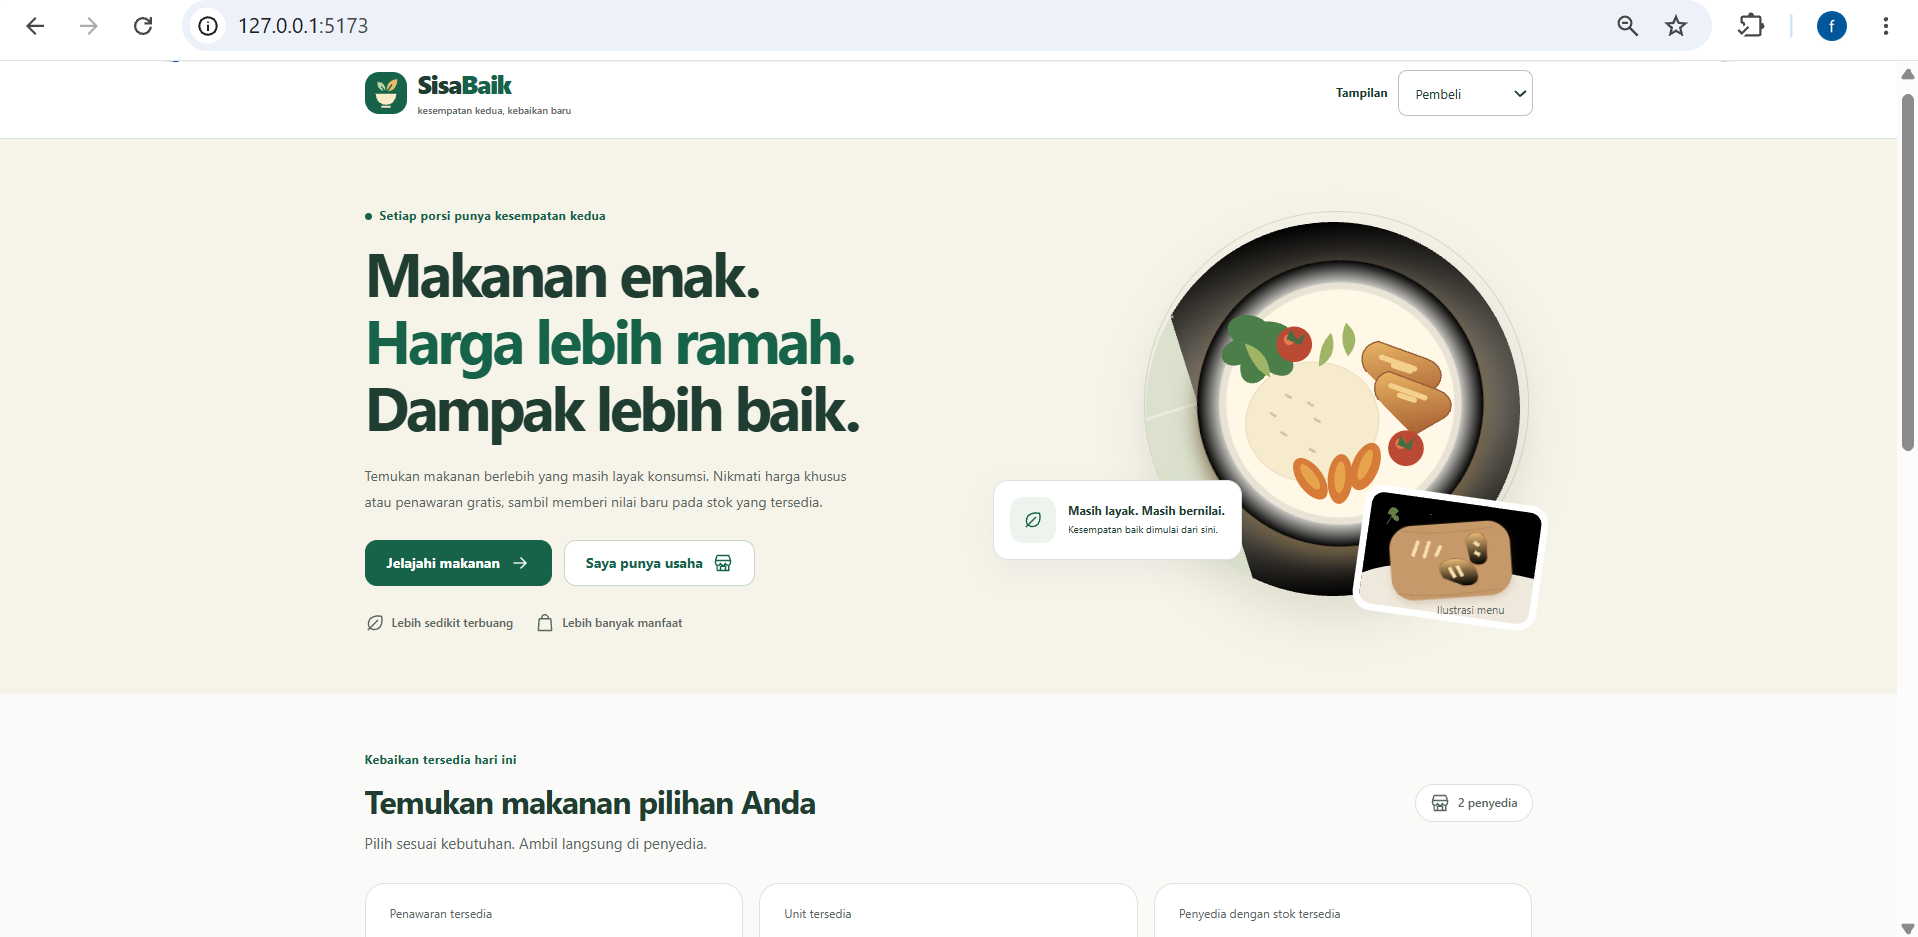 127.0.0.1:5173
f
SisaBaik
kesempatan kedua, kebaikan baru
Tampilan
Pembeli
Setiap porsi punya kesempatan kedua
Makanan enak.
Harga lebih ramah.
Dampak lebih baik.
Temukan makanan berlebih yang masih layak konsumsi. Nikmati harga khusus
atau penawaran gratis, sambil memberi nilai baru pada stok yang tersedia.
Jelajahi makanan
Saya punya usaha
Lebih sedikit terbuang
Lebih banyak manfaat
Masih layak. Masih bernilai.
Kesempatan baik dimulai dari sini.
Ilustrasi menu
Kebaikan tersedia hari ini
Temukan makanan pilihan Anda
2 penyedia
Pilih sesuai kebutuhan. Ambil langsung di penyedia.
Penawaran tersedia
Unit tersedia
Penyedia dengan stok tersedia